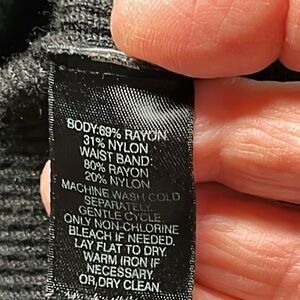 BODY:69% RAYON
31% NYLON
WAIST BAND:
80% RAYON
20% NYLON
MACHINE WASH COLD
SEPARATELY.
GENTLE CYCLE.
ONLY NON-CHLORINE
BLEACH IF NEEDED.
LAY FLAT TO DRY.
WARM IRON IF
NECESSARY.
OR DRY CLEAN.